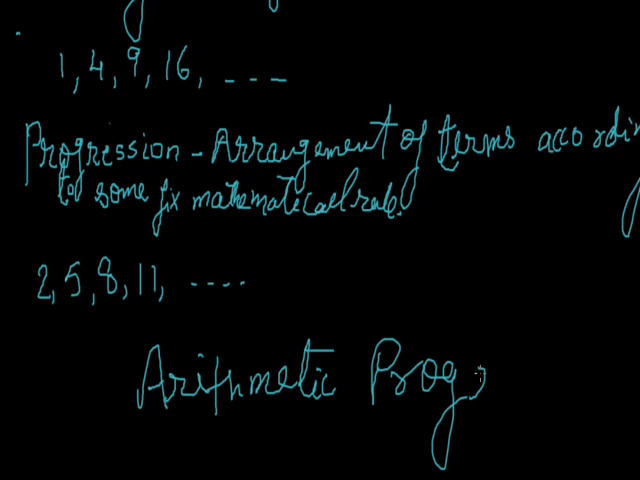 1, 4, 9, 16, ---
Progression - Arrangement of terms accordin
to some fix mathematical rule.
2, 5, 8, 11, ....
Arithmetic Prog